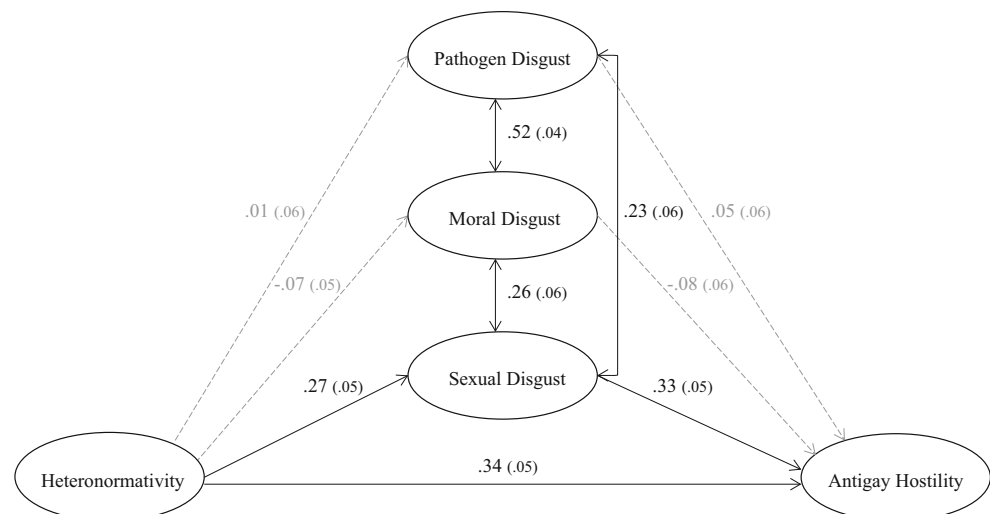 Pathogen Disgust
.52 (.04)
.01 (.06)
Moral Disgust
.23 (.06)
.05 (.06)
-.07 (.05)
.26 (.06)
-.08 (.06)
Sexual Disgust
.27 (.05)
.33 (.05)
Heteronormativity
.34 (.05)
Antigay Hostility